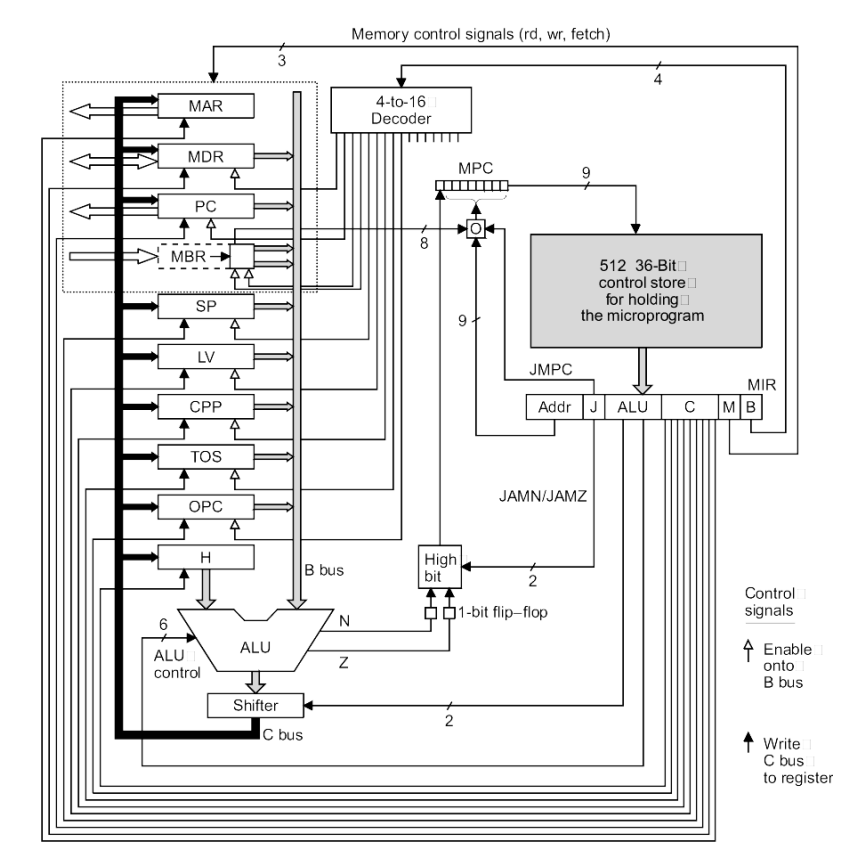 Memory control signals (rd, wr, fetch)
3
4
4-to-16
Decoder
MAR
MDR
MPC
9
PC
O
8
MBR
512 36-Bit
control store
for holding
the microprogram
SP
9
LV
JMPC
MIR
CPP
Addr
J
ALU
C
M
B
TOS
JAMN/JAMZ
OPC
H
High
bit
2
B bus
Control
signals
6
N
1-bit flip–flop
ALU
control
ALU
Z
Enable
onto
B bus
Shifter
2
C bus
Write
C bus
to register